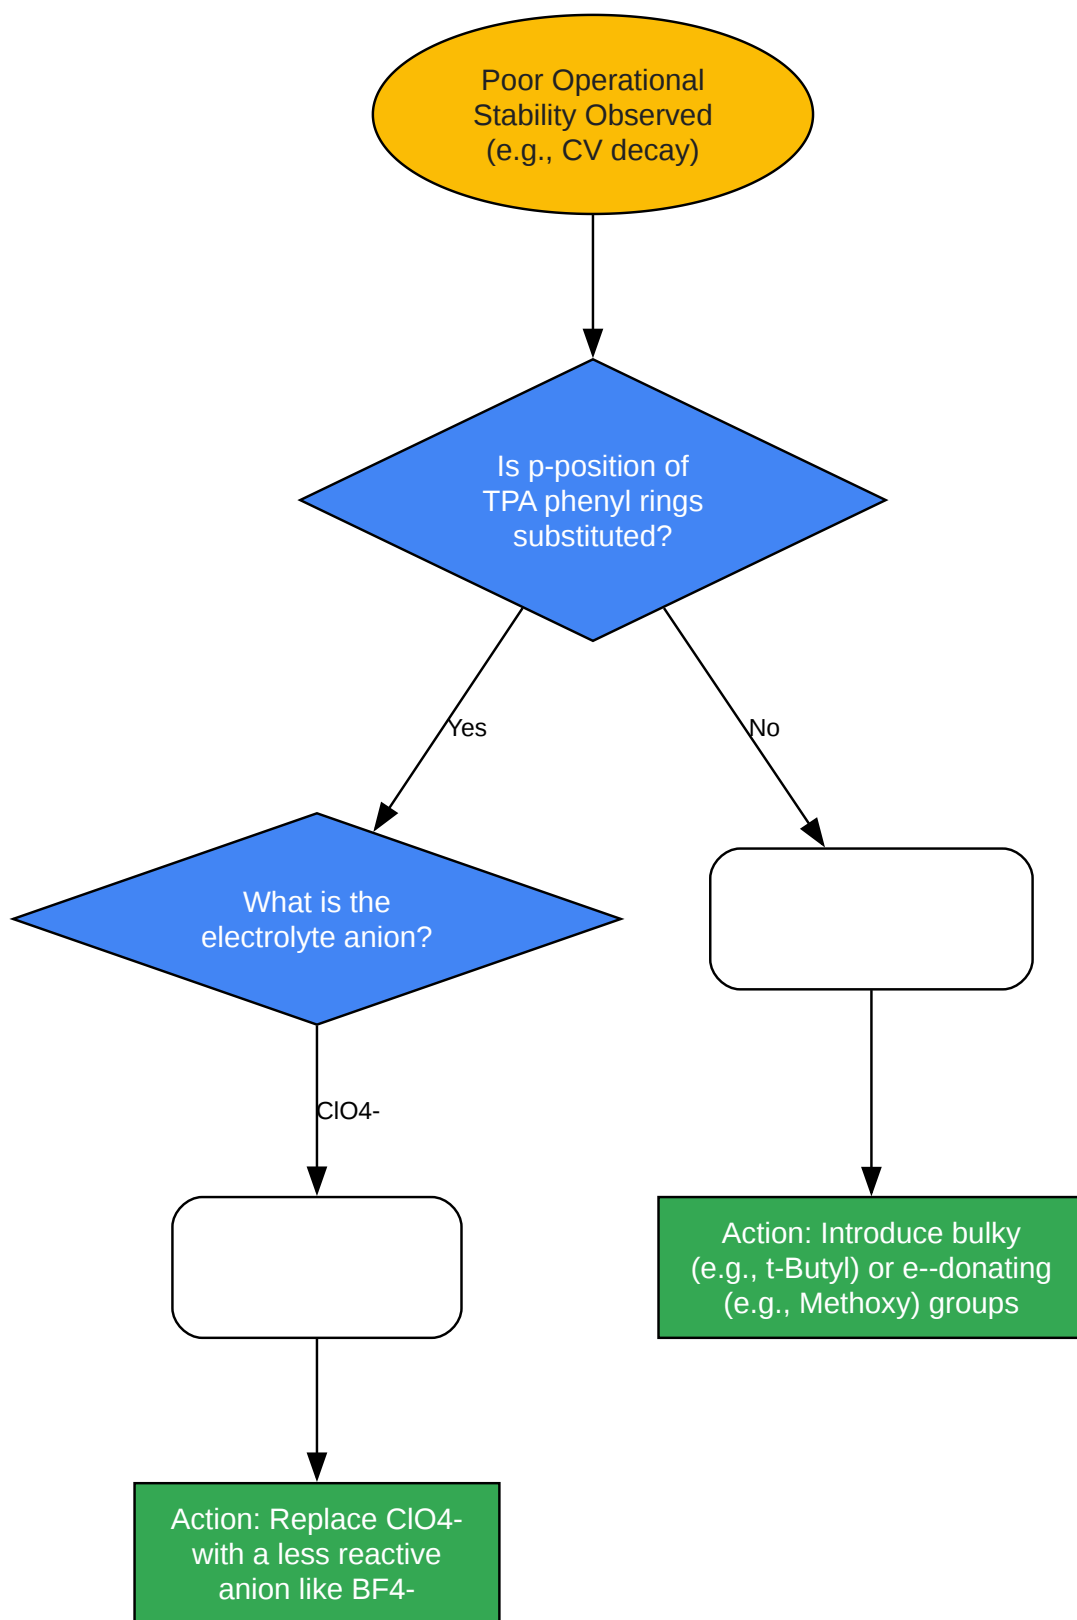 Poor Operational
Stability Observed
(e.g., CV decay)
Is p-position of
TPA phenyl rings
substituted?
Yes
No
What is the
electrolyte anion?
ClO4-
Action: Introduce bulky
(e.g., t-Butyl) or e--donating
(e.g., Methoxy) groups
Action: Replace ClO4-
with a less reactive
anion like BF4-